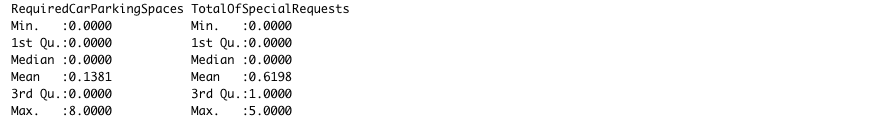 RequiredCarParkingSpaces TotalOfSpecialRequests
Min.   :0.0000           Min.   :0.0000
1st Qu.:0.0000           1st Qu.:0.0000
Median :0.0000           Median :0.0000
Mean   :0.1381           Mean   :0.6198
3rd Qu.:0.0000           3rd Qu.:1.0000
Max.   :8.0000           Max.   :5.0000